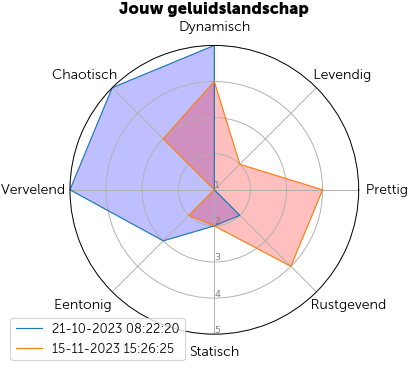 Jouw geluidslandschap
Dynamisch
Chaotisch
Levendig
Vervelend
1
Prettig
2
3
4
Eentonig
Rustgevend
5
Statisch
21-10-2023 08:22:20
15-11-2023 15:26:25